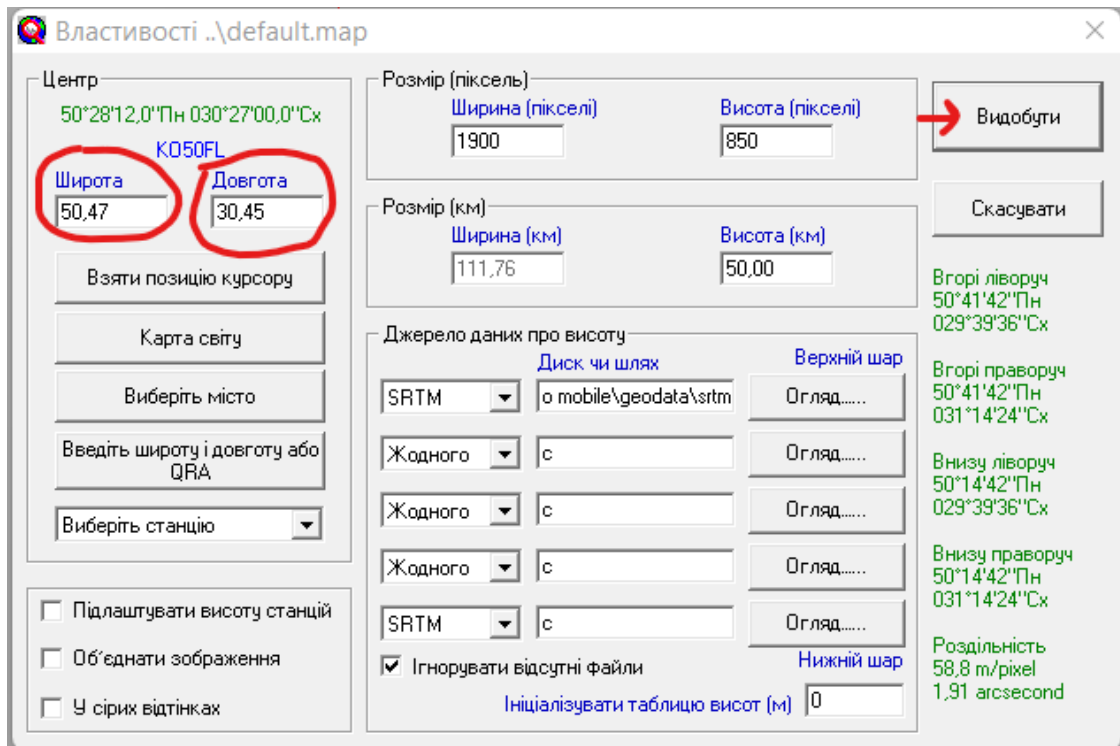 Властивості ..\default.map
Центр
50°28'12,0''Пн 030°27'00,0''Сх
KO50FL
Широта Довгота
50,47 30,45
Взяти позицію курсору
Карта світу
Виберіть місто
Введіть широту і довготу або
QRA
Виберіть станцію
Підлаштувати висоту станцій
Об'єднати зображення
У сірих відтінках
Розмір (піксель)
Ширина (пікселі) Висота (пікселі)
1900 850
Розмір (км)
Ширина (км) Висота (км)
111,76 50,00
Джерело даних про висоту
Диск чи шлях Верхній шар
SRTM o mobile\geodata\srtm Огляд......
Жодного c Огляд......
Жодного c Огляд......
Жодного c Огляд......
SRTM c Огляд......
Ігнорувати відсутні файли Нижній шар
Ініціалізувати таблицю висот (м) 0
Видобути
Скасувати
Вгорі ліворуч
50°41'42''Пн
029°39'36''Сх
Вгорі праворуч
50°41'42''Пн
031°14'24''Сх
Внизу ліворуч
50°14'42''Пн
029°39'36''Сх
Внизу праворуч
50°14'42''Пн
031°14'24''Сх
Роздільність
58,8 m/pixel
1,91 arcsecond